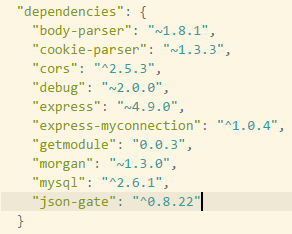 "dependencies": {
"body-parser": "~1.8.1",
"cookie-parser": "~1.3.3",
"cors": "^2.5.3",
"debug": "~2.0.0",
"express": "~4.9.0",
"express-myconnection": "^1.0.4",
"getmodule": "0.0.3",
"morgan": "~1.3.0",
"mysql": "^2.6.1",
"json-gate": "^0.8.22"
}